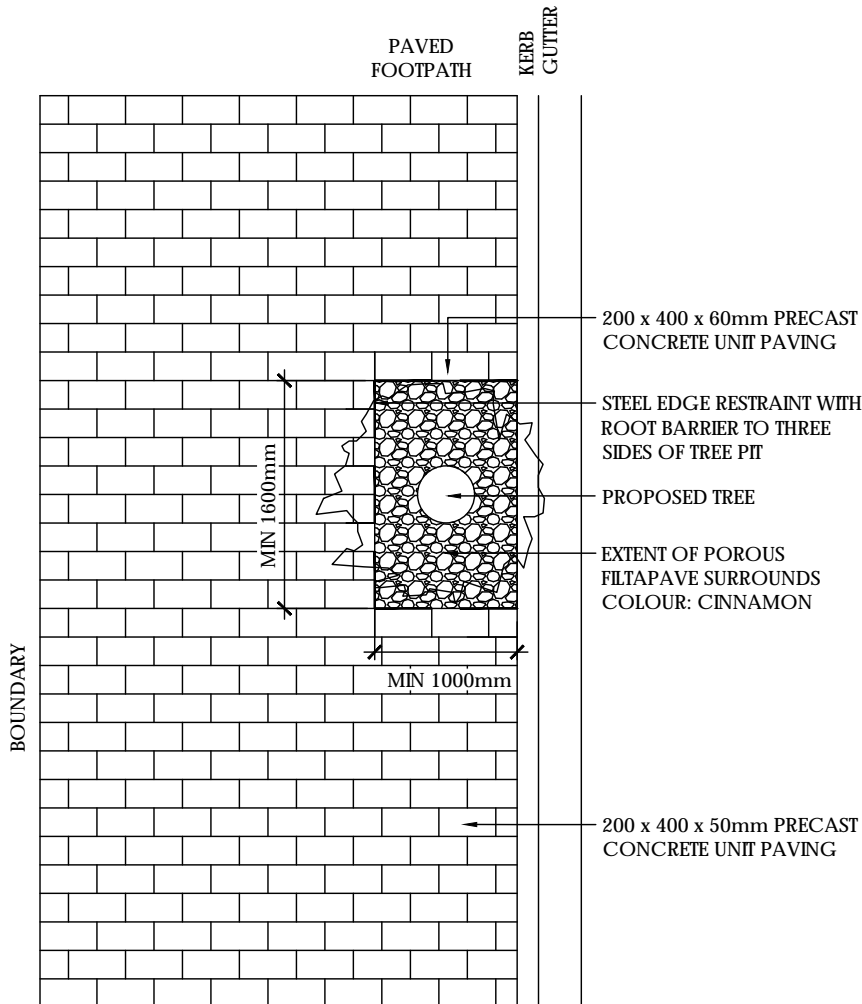 PAVED
FOOTPATH
KERB
GUTTER
200 x 400 x 60mm PRECAST
CONCRETE UNIT PAVING
STEEL EDGE RESTRAINT WITH
ROOT BARRIER TO THREE
SIDES OF TREE PIT
MIN 1600mm
PROPOSED TREE
EXTENT OF POROUS
FILTAPAVE SURROUNDS
COLOUR: CINNAMON
MIN 1000mm
BOUNDARY
200 x 400 x 50mm PRECAST
CONCRETE UNIT PAVING